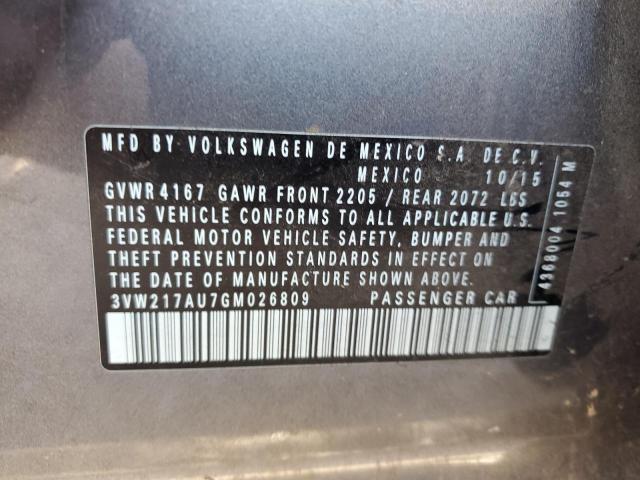 MFD BY VOLKSWAGEN DE MEXICO S.A. DE C.V.
MEXICO 10/15
GVWR 4167 GAWR FRONT 2205 / REAR 2072 LBS
THIS VEHICLE CONFORMS TO ALL APPLICABLE U.S.
FEDERAL MOTOR VEHICLE SAFETY, BUMPER AND
THEFT PREVENTION STANDARDS IN EFFECT ON
THE DATE OF MANUFACTURE SHOWN ABOVE.
3VW217AU7GM026809 PASSENGER CAR
4368004 1054 M